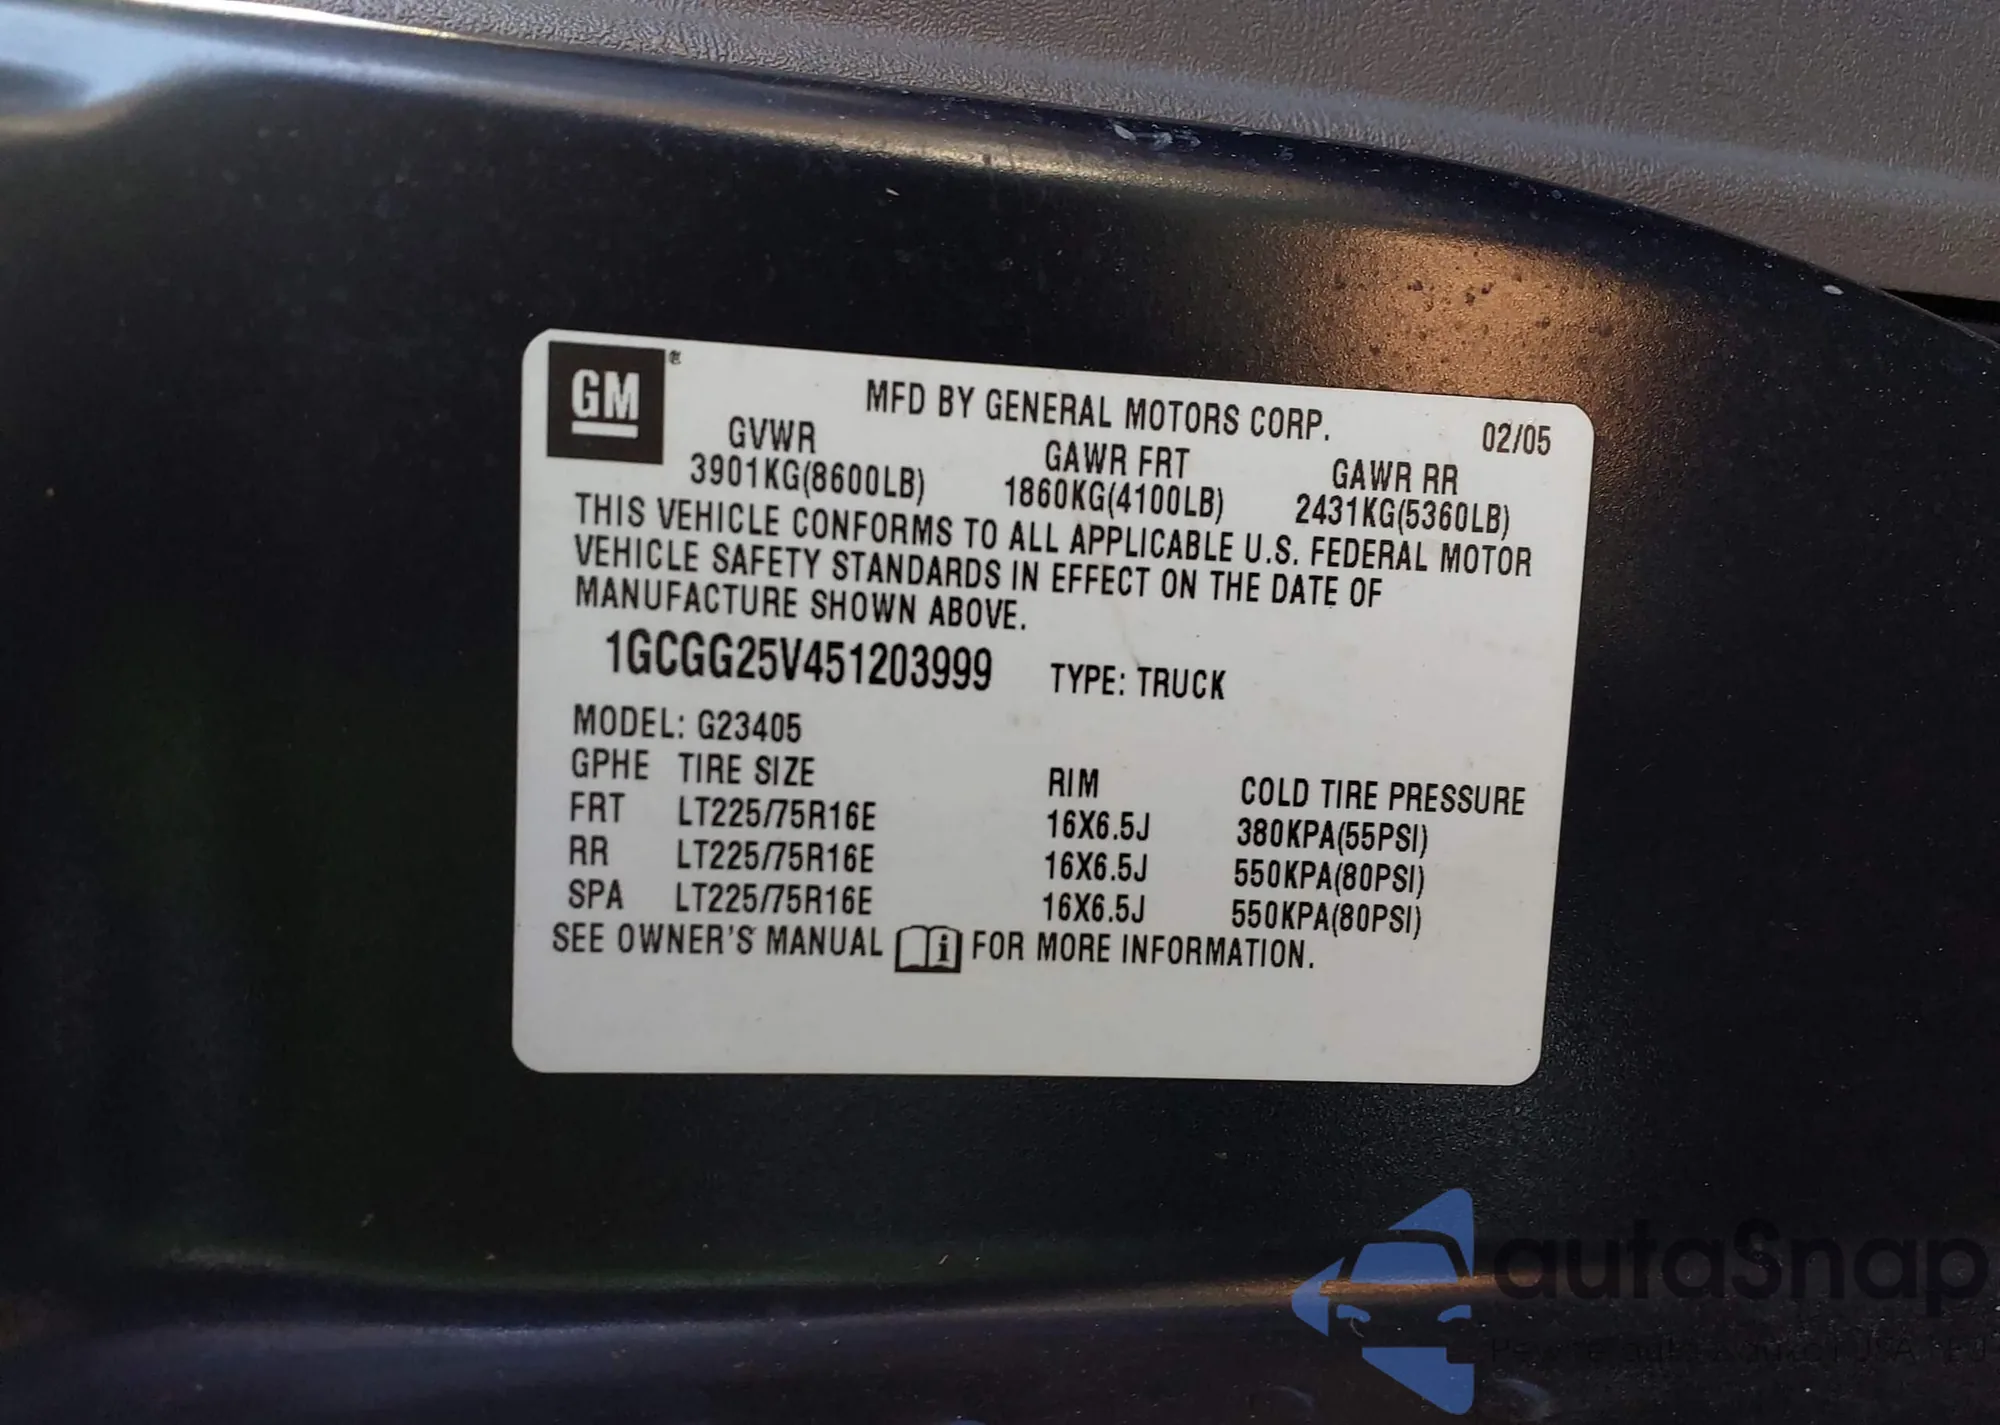 GM ®
MFD BY GENERAL MOTORS CORP. 02/05
GVWR GAWR FRT GAWR RR
3901KG(8600LB) 1860KG(4100LB) 2431KG(5360LB)
THIS VEHICLE CONFORMS TO ALL APPLICABLE U.S. FEDERAL MOTOR
VEHICLE SAFETY STANDARDS IN EFFECT ON THE DATE OF
MANUFACTURE SHOWN ABOVE.
1GCGG25V451203999 TYPE: TRUCK
MODEL: G23405
GPHE TIRE SIZE RIM COLD TIRE PRESSURE
FRT LT225/75R16E 16X6.5J 380KPA(55PSI)
RR LT225/75R16E 16X6.5J 550KPA(80PSI)
SPA LT225/75R16E 16X6.5J 550KPA(80PSI)
SEE OWNER'S MANUAL i FOR MORE INFORMATION.
autaSnap